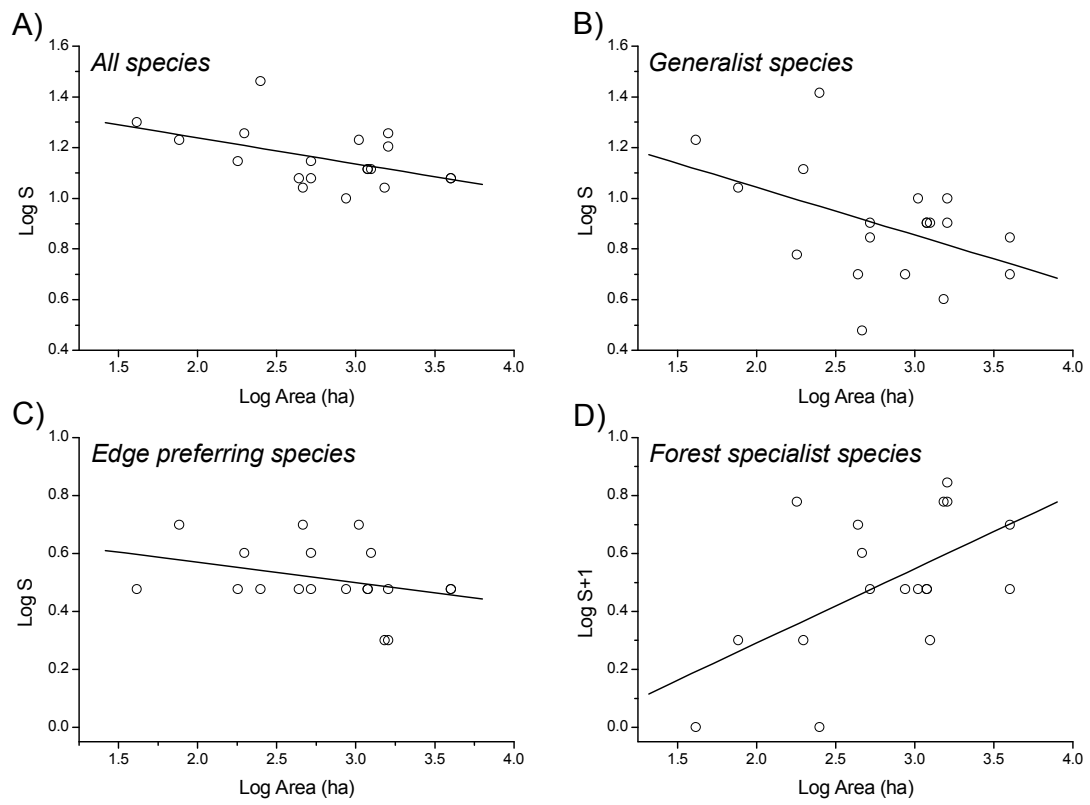 A)
All species
1.6
1.4
1.2
1.0
0.8
0.6
0.4
Log S
1.5 2.0 2.5 3.0 3.5 4.0
Log Area (ha)
B)
Generalist species
1.6
1.4
1.2
1.0
0.8
0.6
0.4
Log S
1.5 2.0 2.5 3.0 3.5 4.0
Log Area (ha)
C)
Edge preferring species
1.0
0.8
0.6
0.4
0.2
0.0
Log S
1.5 2.0 2.5 3.0 3.5 4.0
Log Area (ha)
D)
Forest specialist species
1.0
0.8
0.6
0.4
0.2
0.0
Log S+1
1.5 2.0 2.5 3.0 3.5 4.0
Log Area (ha)